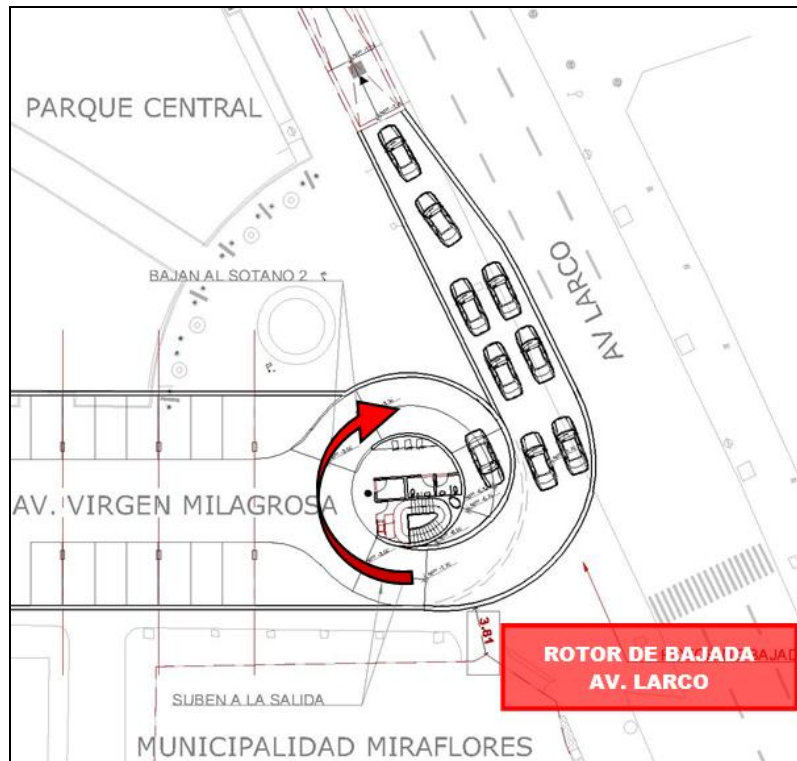 PARQUE CENTRAL
BAJAN AL SOTANO 2
AV LARCO
AV. VIRGEN MILAGROSA
3.81
ROTOR DE BAJADA
AV. LARCO
SUBEN A LA SALIDA
MUNICIPALIDAD MIRAFLORES